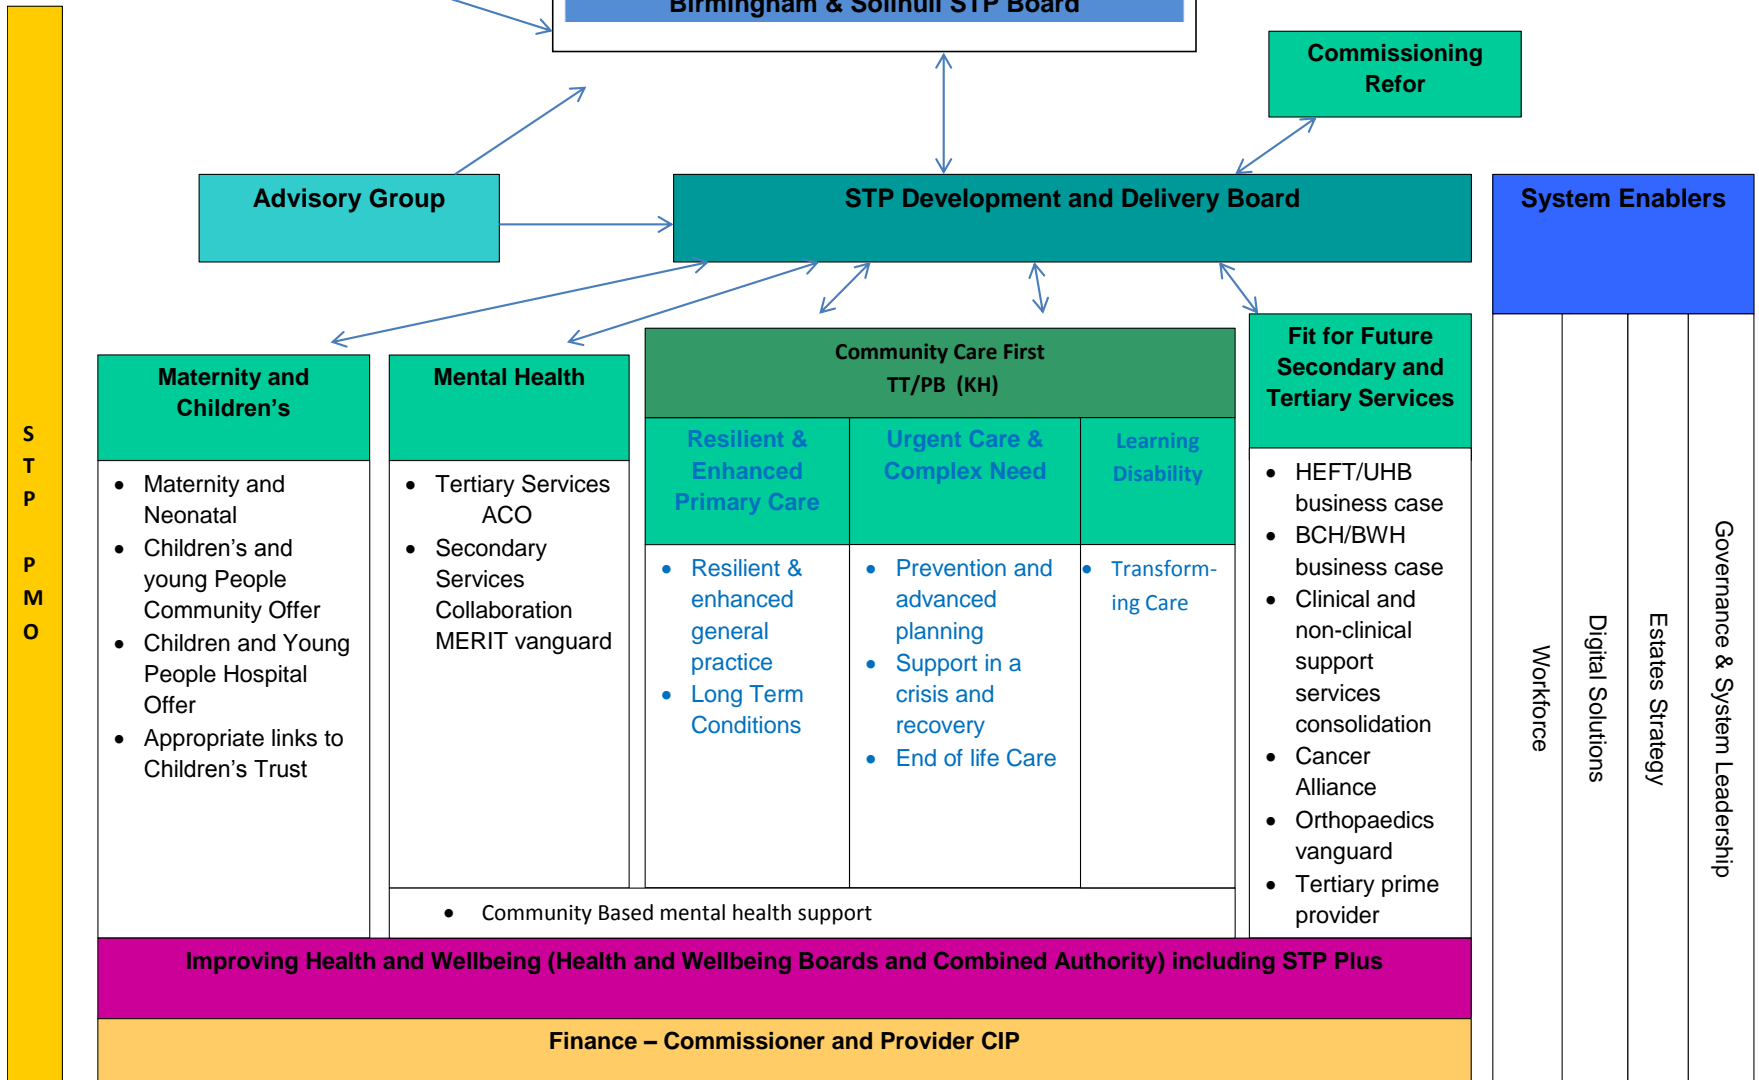 Birmingham & Solihull STP Board
Commissioning
Refor
Advisory Group
STP Development and Delivery Board
System Enablers
S
T
P
P
M
O
Maternity and
Children's
• Maternity and
Neonatal
• Children's and
young People
Community Offer
• Children and Young
People Hospital
Offer
• Appropriate links to
Children's Trust
Mental Health
• Tertiary Services
ACO
• Secondary
Services
Collaboration
MERIT vanguard
Community Care First
TT/PB (KH)
Resilient &
Enhanced
Primary Care
• Resilient &
enhanced
general
practice
• Long Term
Conditions
Urgent Care &
Complex Need
• Prevention and
advanced
planning
• Support in a
crisis and
recovery
• End of life Care
Learning
Disability
• Transform-
ing Care
• Community Based mental health support
Fit for Future
Secondary and
Tertiary Services
• HEFT/UHB
business case
• BCH/BWH
business case
• Clinical and
non-clinical
support
services
consolidation
• Cancer
Alliance
• Orthopaedics
vanguard
• Tertiary prime
provider
Workforce
Digital Solutions
Estates Strategy
Governance & System Leadership
Improving Health and Wellbeing (Health and Wellbeing Boards and Combined Authority) including STP Plus
Finance – Commissioner and Provider CIP